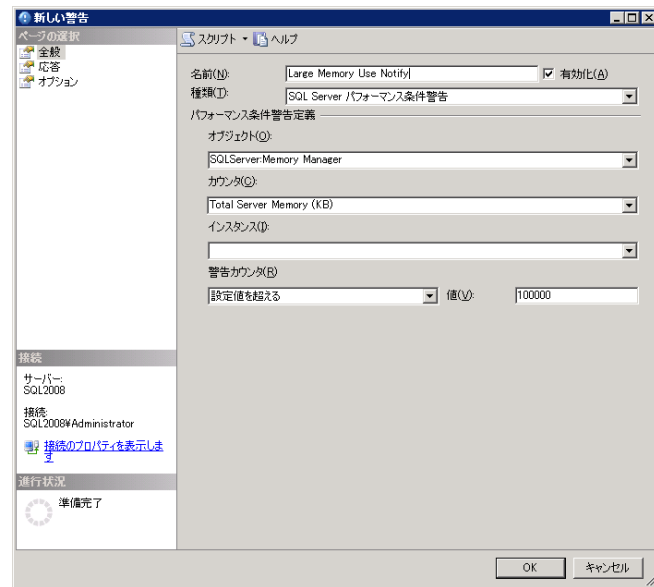 新しい警告
ページの選択
全般
応答
オプション
スクリプト ヘルプ
名前(N): Large Memory Use Notify 有効化(A)
種類(T): SQL Server パフォーマンス条件警告
パフォーマンス条件警告定義
オブジェクト(O):
SQLServer:Memory Manager
カウンタ(C):
Total Server Memory (KB)
インスタンス(I):
警告カウンタ(R)
設定値を超える 値(V): 100000
接続
サーバー:
SQL2008
接続:
SQL2008¥Administrator
接続のプロパティを表示しま
す
進行状況
準備完了
OK キャンセル